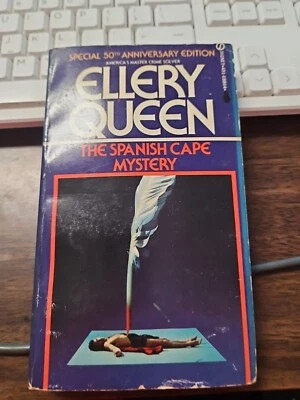 SPECIAL 50TH ANNIVERSARY EDITION
AMERICA'S MASTER CRIME SOLVER
ELLERY
QUEEN
THE SPANISH CAPE
MYSTERY